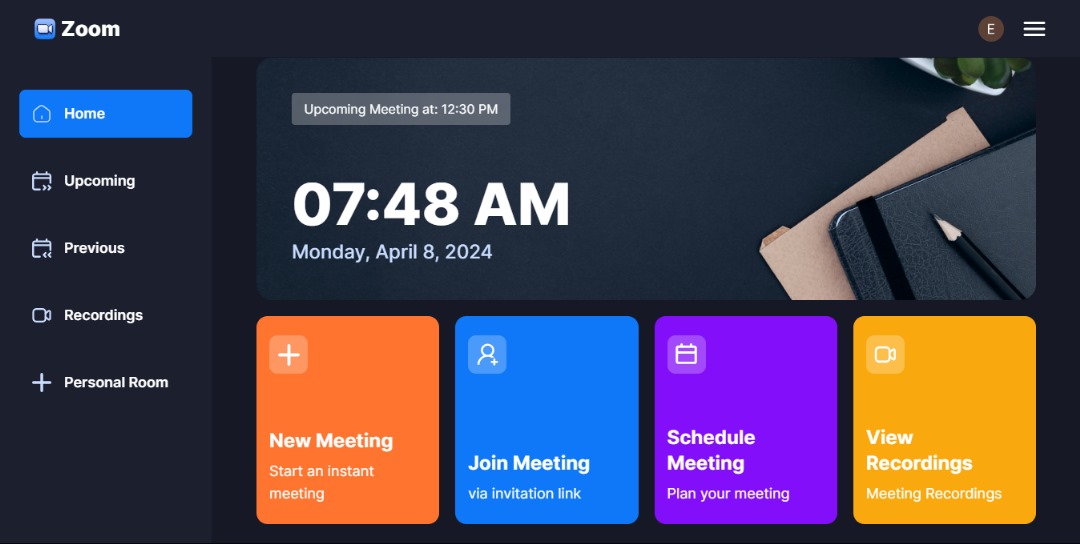 Zoom
E
Home
Upcoming
Previous
Recordings
Personal Room
Upcoming Meeting at: 12:30 PM
07:48 AM
Monday, April 8, 2024
New Meeting
Start an instant
meeting
Join Meeting
via invitation link
Schedule
Meeting
Plan your meeting
View
Recordings
Meeting Recordings